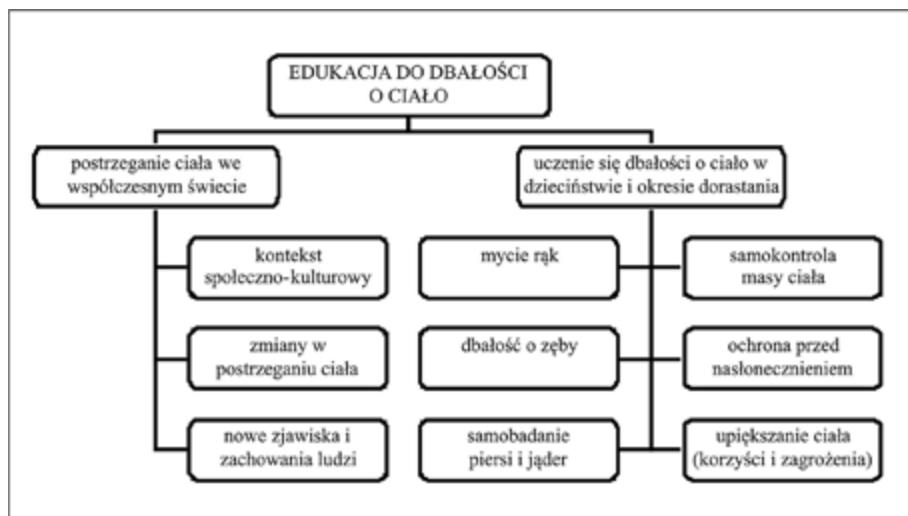 EDUKACJA DO DBAŁOŚCI
O CIAŁO
postrzeganie ciała we
współczesnym świecie
uczenie się dbałości o ciało w
dzieciństwie i okresie dorastania
kontekst
społeczno-kulturowy
mycie rąk
samokontrola
masy ciała
zmiany w
postrzeganiu ciała
dbałość o zęby
ochrona przed
nasłonecznieniem
nowe zjawiska i
zachowania ludzi
samobadanie
piersi i jąder
upiększanie ciała
(korzyści i zagrożenia)